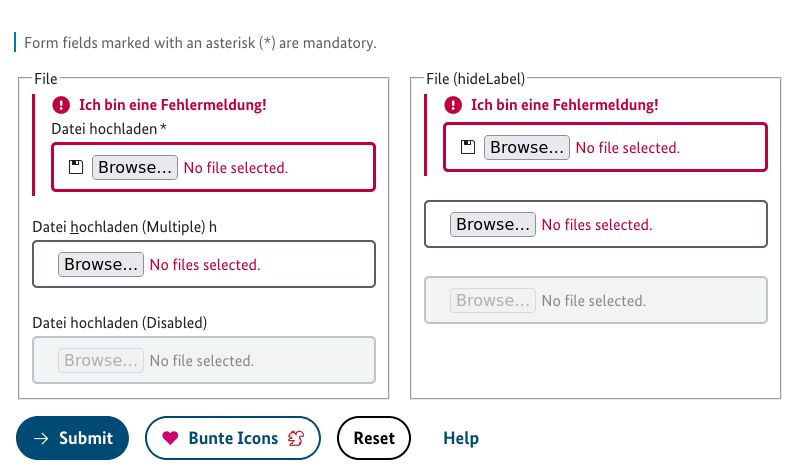 Form fields marked with an asterisk (*) are mandatory.
File
Ich bin eine Fehlermeldung!
Datei hochladen *
Browse... No file selected.
Datei hochladen (Multiple) h
Browse... No files selected.
Datei hochladen (Disabled)
Browse... No file selected.
File (hideLabel)
Ich bin eine Fehlermeldung!
Browse... No file selected.
Browse... No files selected.
Browse... No file selected.
Submit Bunte Icons Reset Help